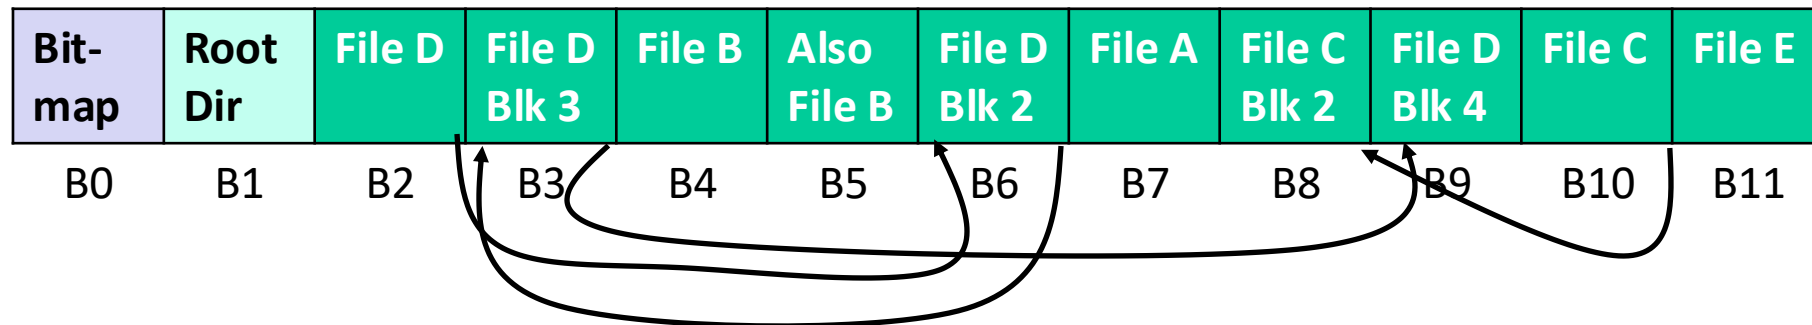 Bit-
map
Root
Dir
File D
File D
Blk 3
File B
Also
File B
File D
Blk 2
File A
File C
Blk 2
File D
Blk 4
File C
File E
B0
B1
B2
B3
B4
B5
B6
B7
B8
B9
B10
B11